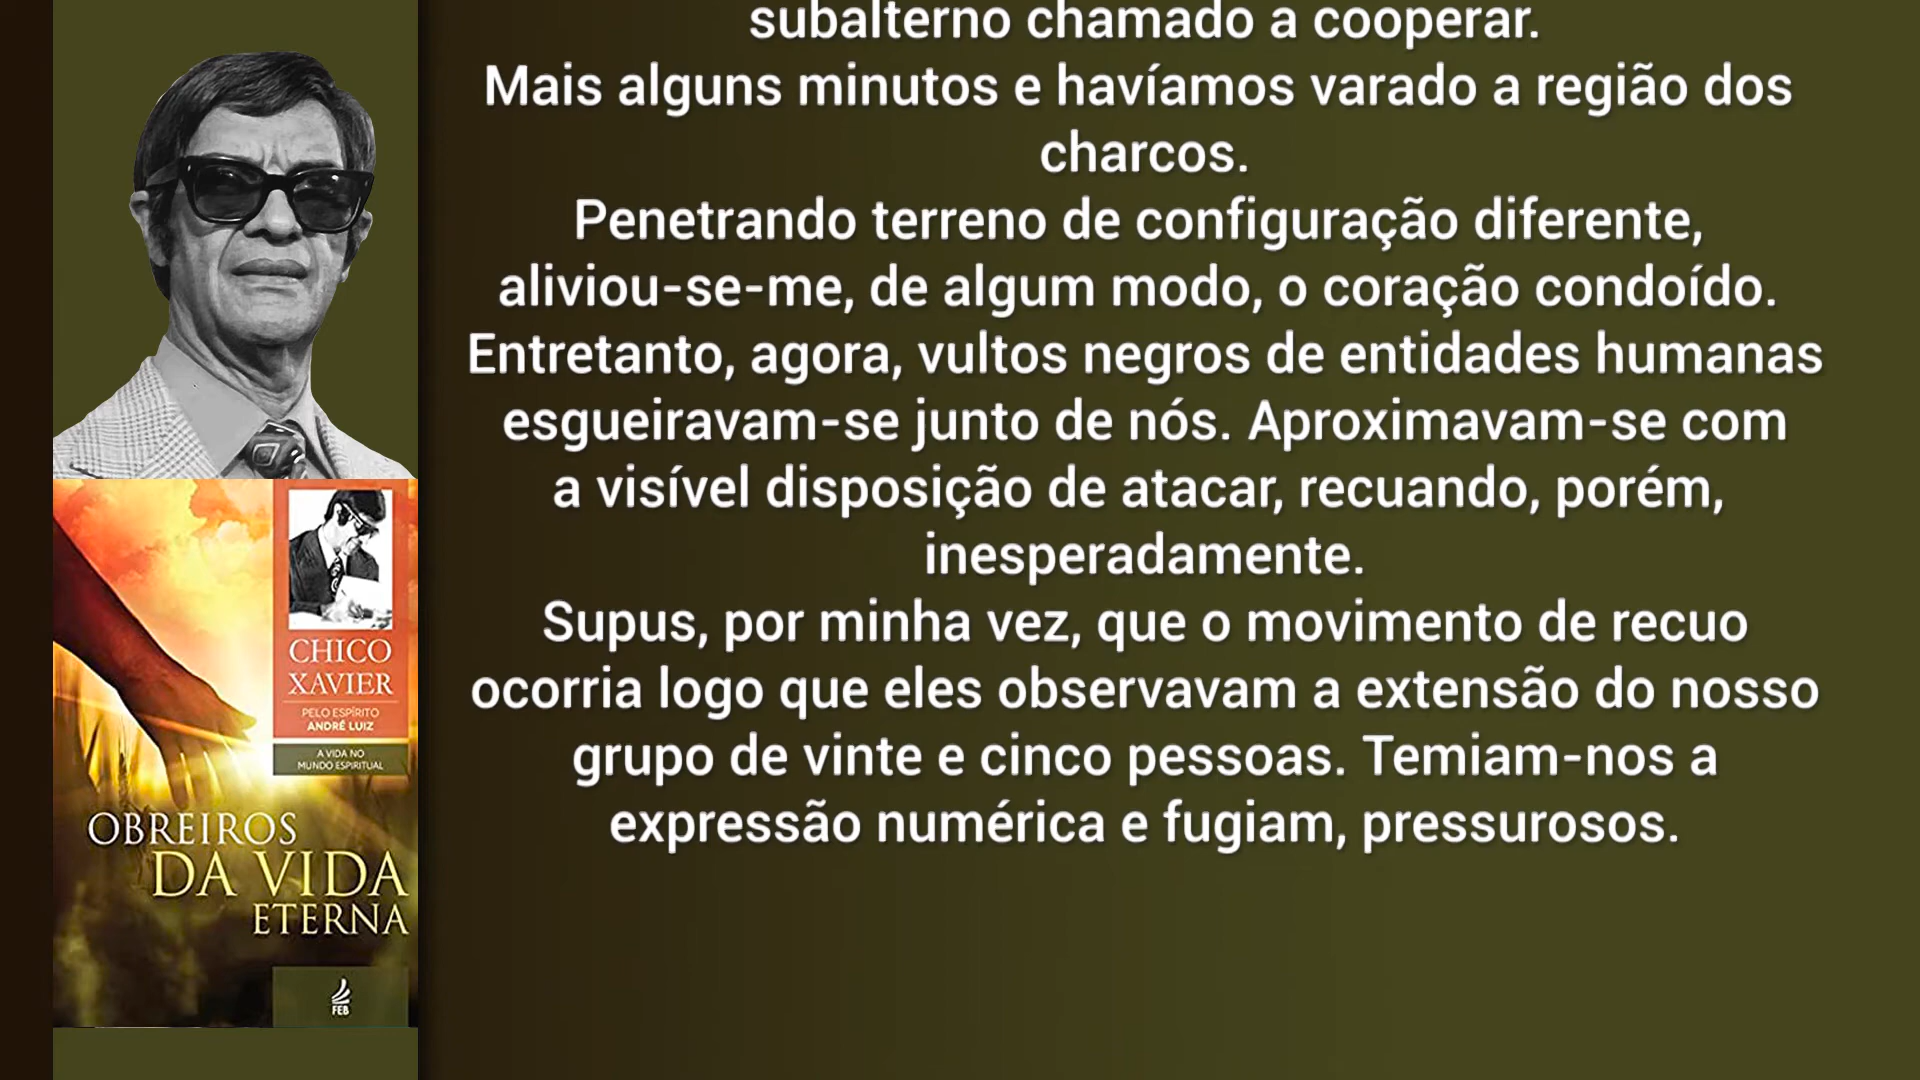 subalterno chamado a cooperar.
Mais alguns minutos e havíamos varado a região dos
charcos.
Penetrando terreno de configuração diferente,
aliviou-se-me, de algum modo, o coração condoído.
Entretanto, agora, vultos negros de entidades humanas
esgueiravam-se junto de nós. Aproximavam-se com
a visível disposição de atacar, recuando, porém,
inesperadamente.
Supus, por minha vez, que o movimento de recuo
ocorria logo que eles observavam a extensão do nosso
grupo de vinte e cinco pessoas. Temiam-nos a
expressão numérica e fugiam, pressurosos.
CHICO
XAVIER
PELO ESPÍRITO
ANDRÉ LUIZ
A VIDA NO
MUNDO ESPIRITUAL
OBREIROS
DA VIDA
ETERNA
FEB